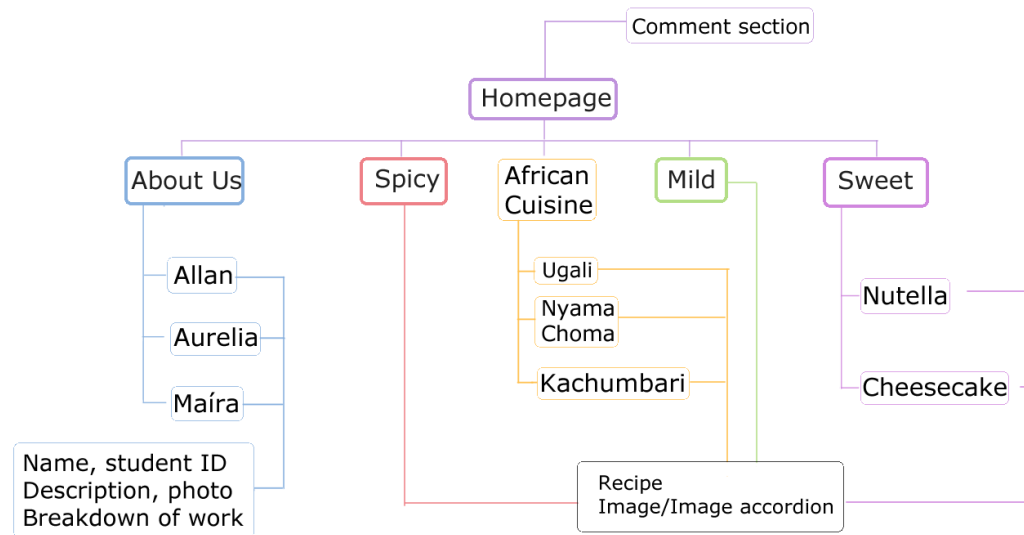 Comment section
Homepage
About Us
Spicy
African
Cuisine
Mild
Sweet
Allan
Aurelia
Maíra
Name, student ID
Description, photo
Breakdown of work
Ugali
Nyama
Choma
Kachumbari
Nutella
Cheesecake
Recipe
Image/Image accordion